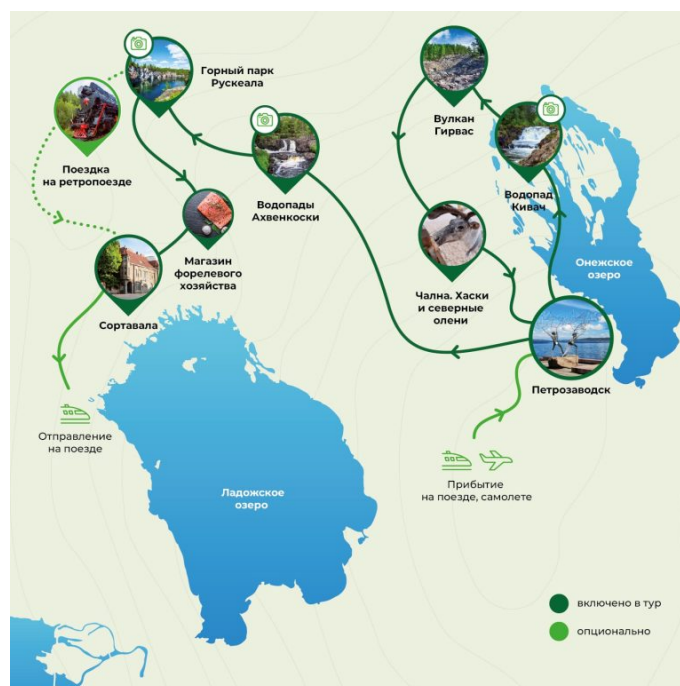 Горный парк
Рускеала
Вулкан
Гирвас
Поездка
на ретропоезде
Водопады
Ахвенкоски
Водопад
Кивач
Магазин
форелевого
хозяйства
Чална. Хаски
и северные
олени
Онежское
озеро
Сортавала
Петрозаводск
Отправление
на поезде
Прибытие
на поезде, самолете
Ладожское
озеро
включено в тур
опционально